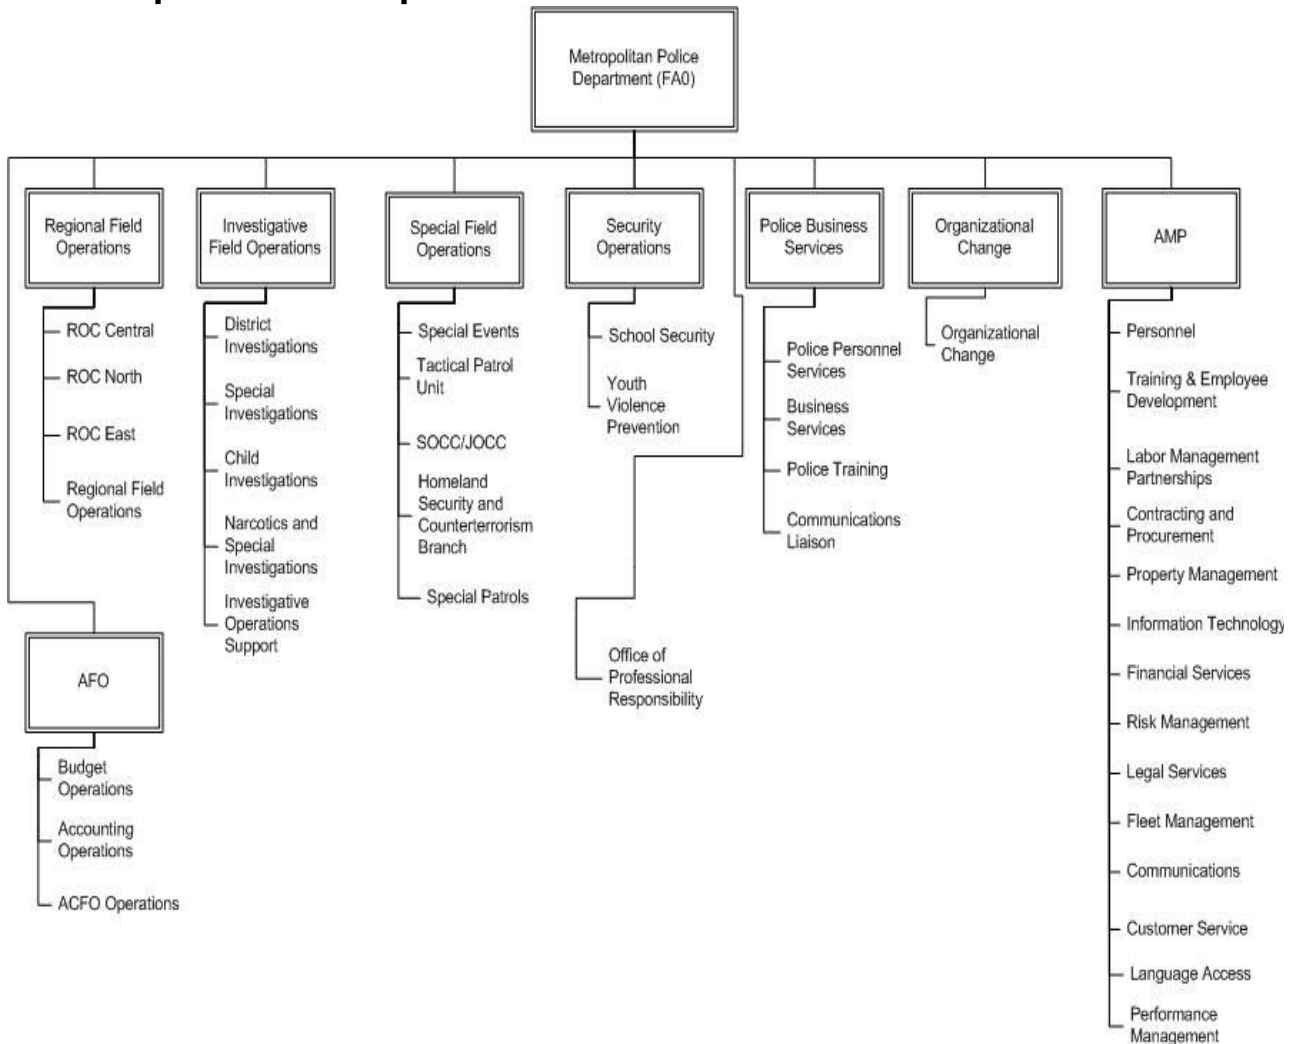 Metropolitan Police
Department (FA0)
Regional Field
Operations
Investigative
Field Operations
Special Field
Operations
Security
Operations
Police Business
Services
Organizational
Change
AMP
ROC Central
ROC North
ROC East
Regional Field
Operations
District
Investigations
Special
Investigations
Child
Investigations
Narcotics and
Special
Investigations
Investigative
Operations
Support
Special Events
Tactical Patrol
Unit
SOCC/JOCC
Homeland
Security and
Counterterrorism
Branch
Special Patrols
School Security
Youth
Violence
Prevention
Office of
Professional
Responsibility
Police Personnel
Services
Business
Services
Police Training
Communications
Liaison
Organizational
Change
Personnel
Training & Employee
Development
Labor Management
Partnerships
Contracting and
Procurement
Property Management
Information Technology
Financial Services
Risk Management
Legal Services
Fleet Management
Communications
Customer Service
Language Access
Performance
Management
AFO
Budget
Operations
Accounting
Operations
ACFO Operations